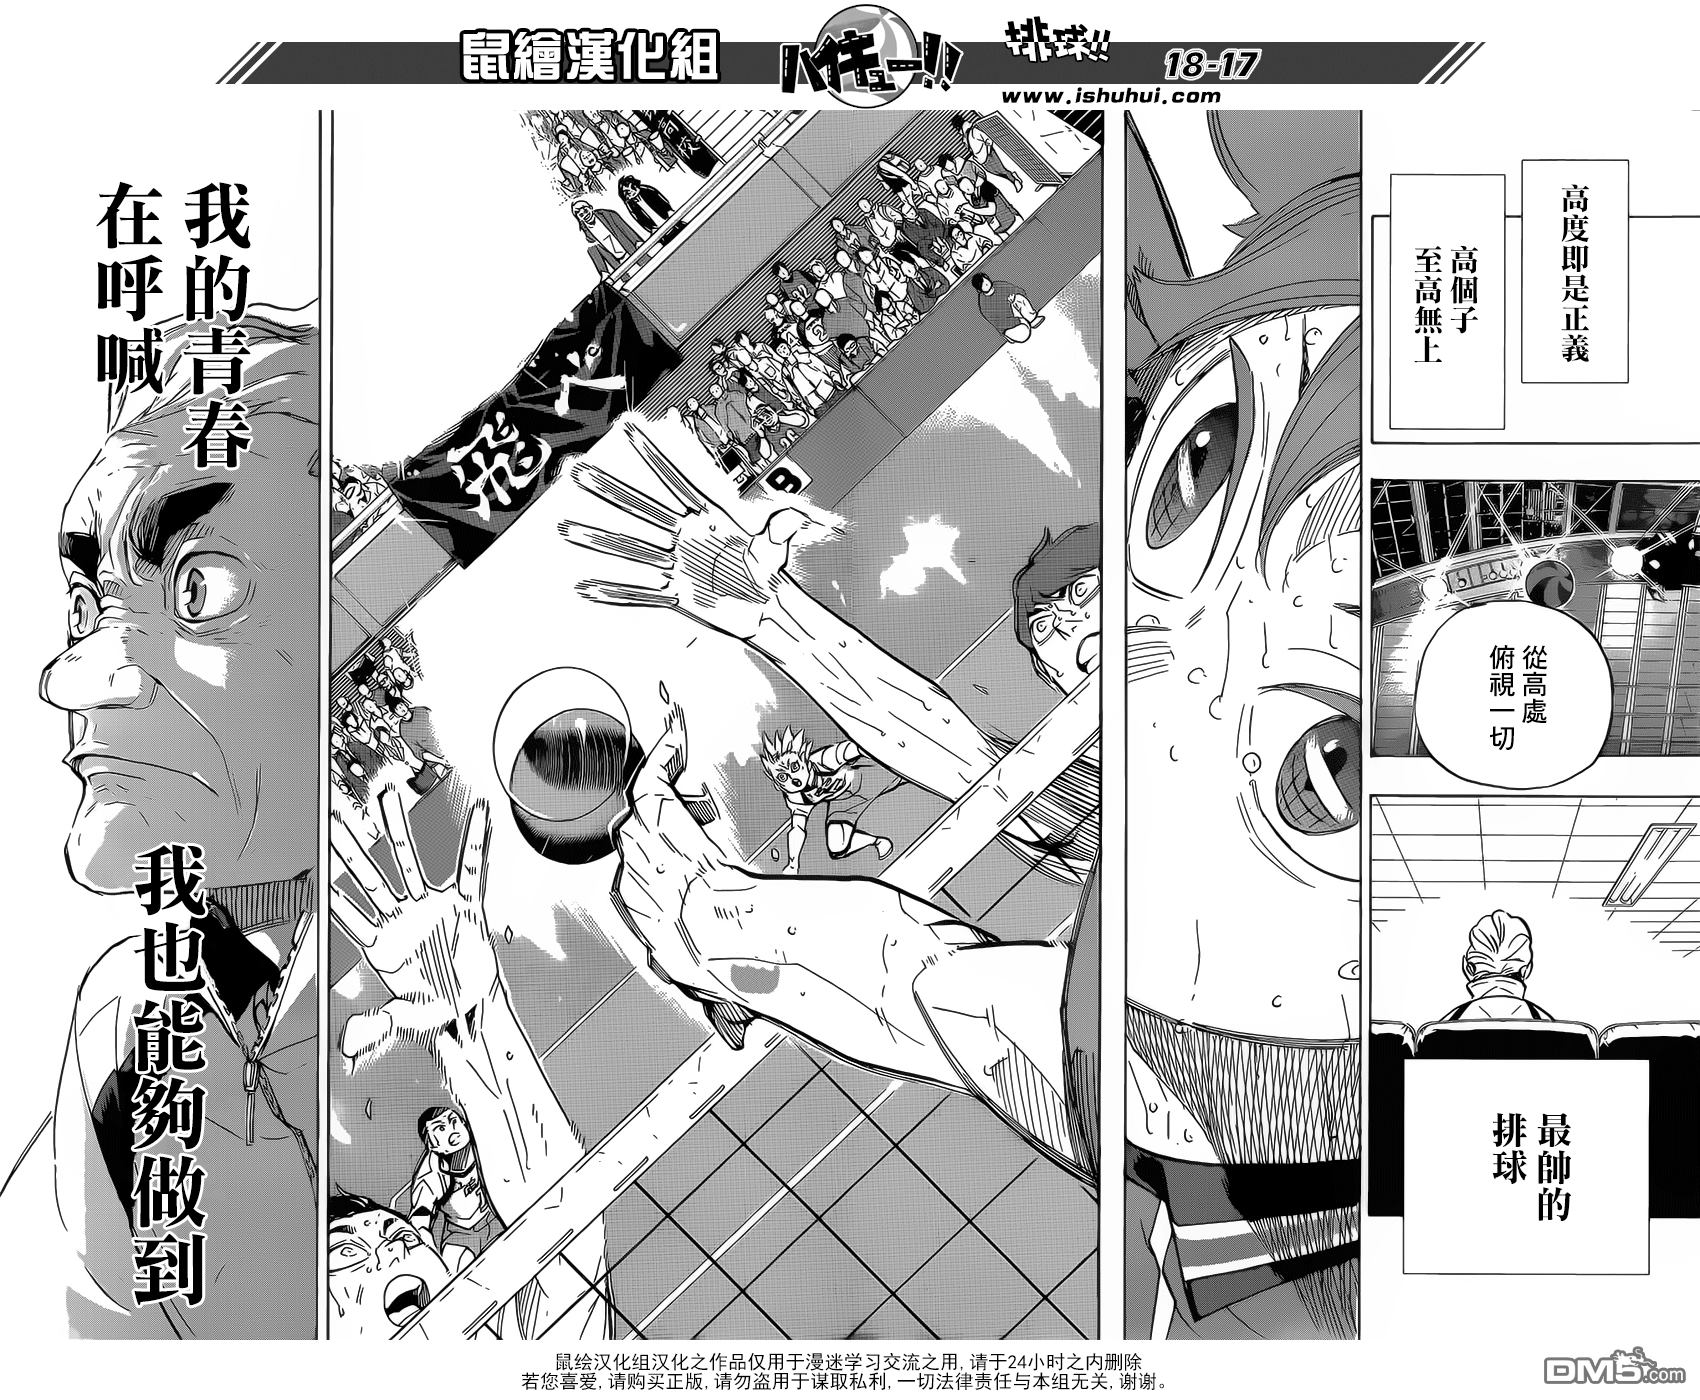 鼠繪漢化組
ハイキュー!!
排球!!
18-17
www.ishuhui.com
高度即是正義
高個子
至高無上
從高處
俯視一切
最帥的
排球
飛
一
9
我的青春
在呼喊
我也能夠做到
鼠绘汉化组汉化之作品仅用于漫迷学习交流之用,请于24小时之内删除
若您喜爱,请购买正版,请勿盗用于谋取私利,一切法律责任与本组无关,谢谢。
DM5.com